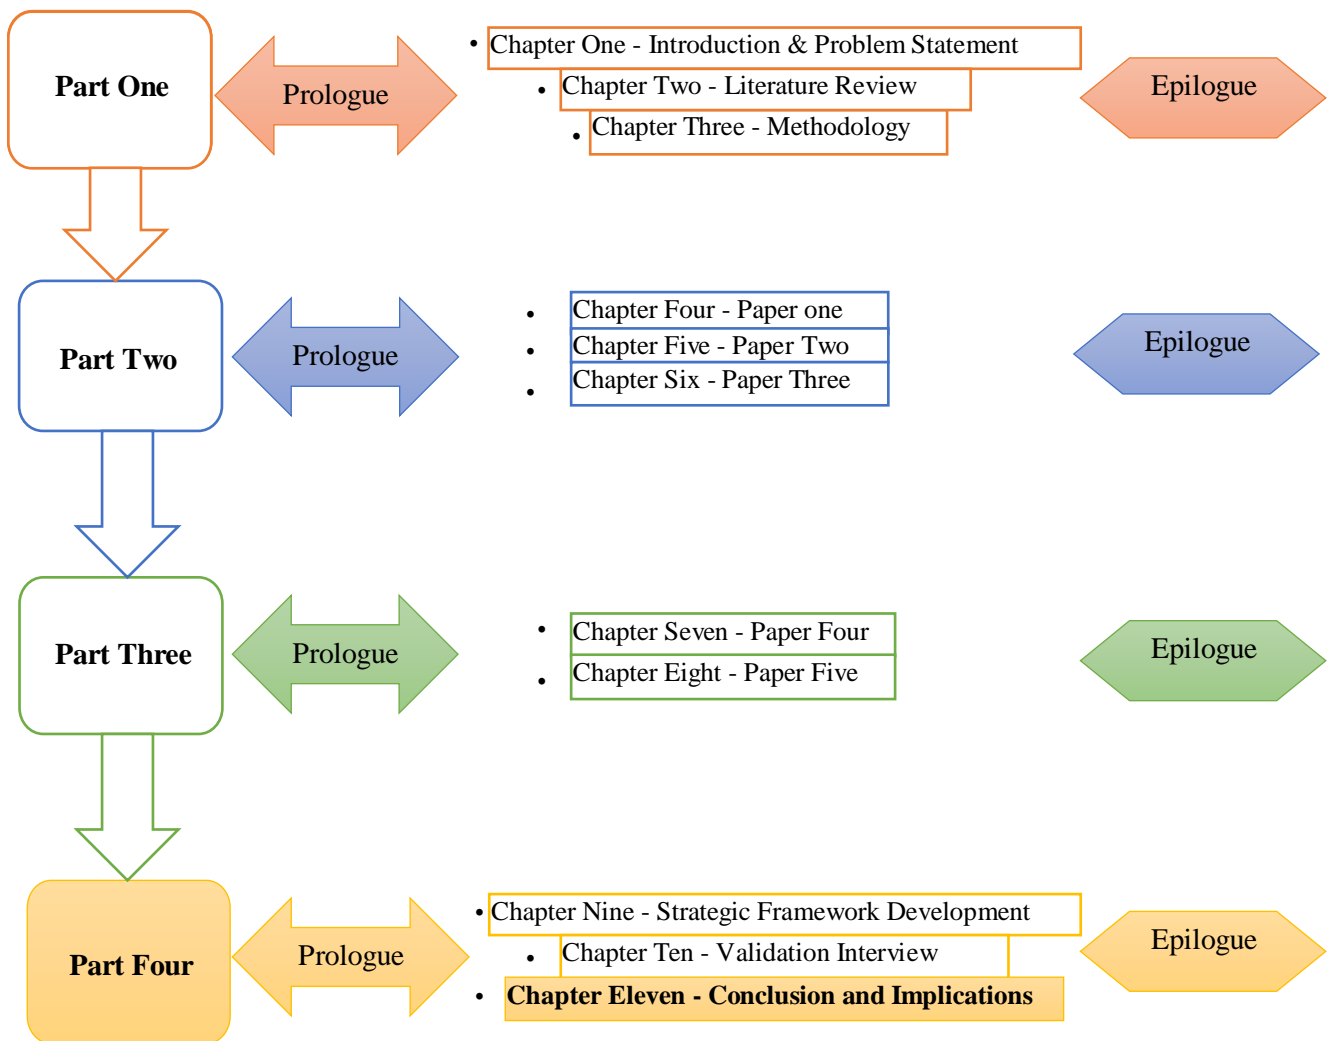 Part One
Prologue
• Chapter One - Introduction & Problem Statement
• Chapter Two - Literature Review
• Chapter Three - Methodology
Epilogue
Part Two
Prologue
• Chapter Four - Paper one
• Chapter Five - Paper Two
• Chapter Six - Paper Three
Epilogue
Part Three
Prologue
• Chapter Seven - Paper Four
• Chapter Eight - Paper Five
Epilogue
Part Four
Prologue
• Chapter Nine - Strategic Framework Development
• Chapter Ten - Validation Interview
• Chapter Eleven - Conclusion and Implications
Epilogue